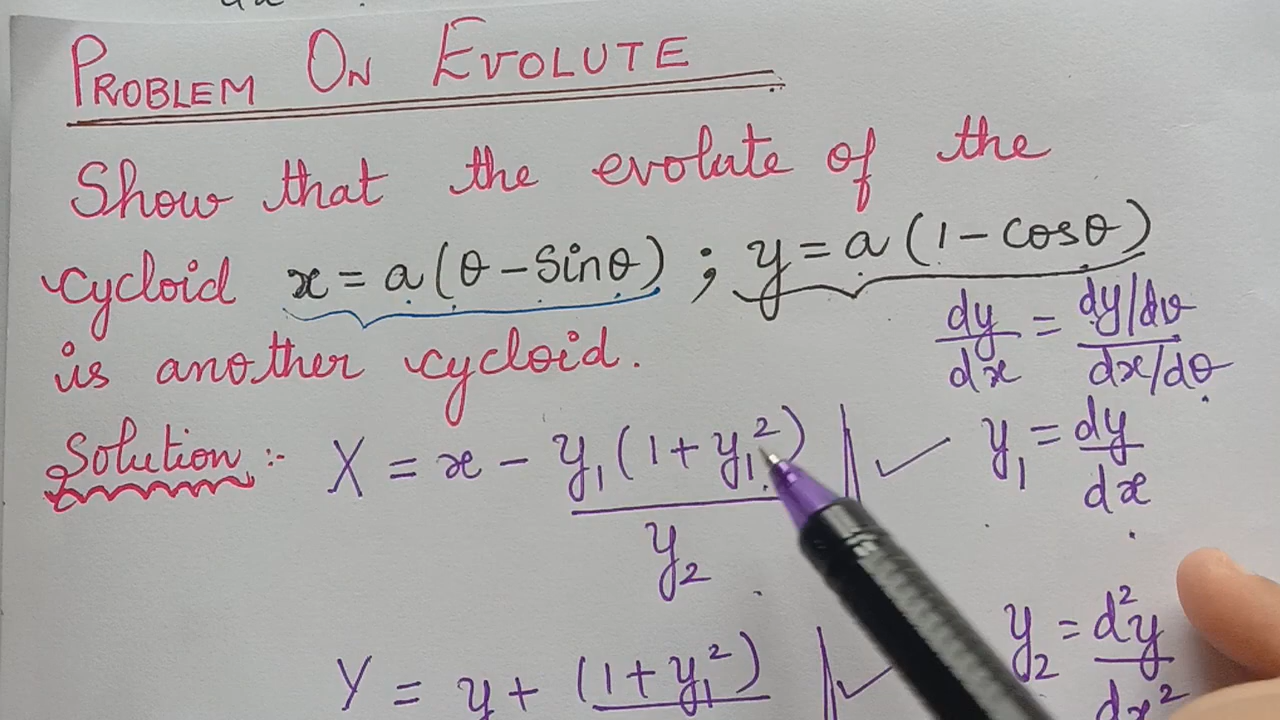 PROBLEM ON EVOLUTE
Show that the evolute of the
cycloid x = a(θ - Sinθ) ; y = a(1 - cosθ)
is another cycloid.
dy/dx = (dy/dθ)/(dx/dθ)
Solution :- X = x - y₁(1 + y₁²)/y₂
y₁ = dy/dx
Y = y + (1 + y₁²)
y₂ = d²y/dx²